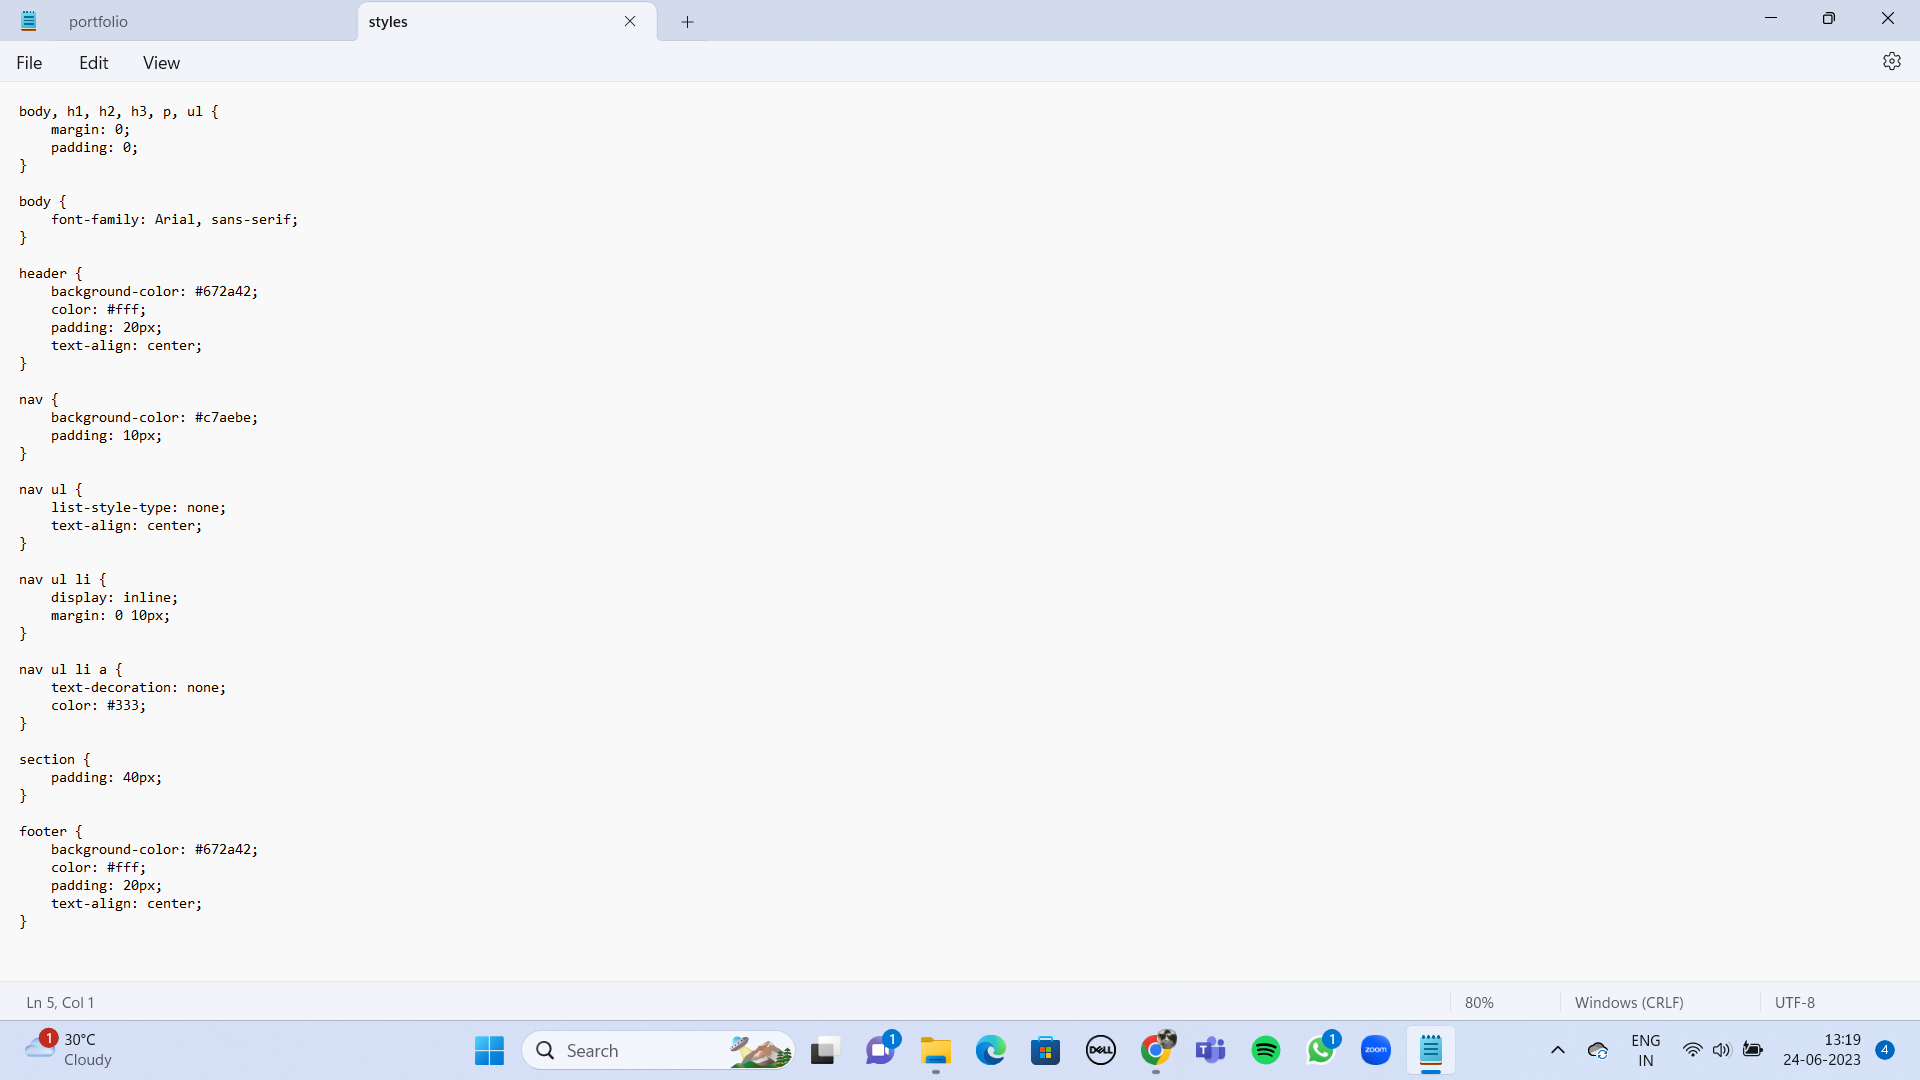 portfolio
styles
File Edit View
body, h1, h2, h3, p, ul {
    margin: 0;
    padding: 0;
}

body {
    font-family: Arial, sans-serif;
}

header {
    background-color: #672a42;
    color: #fff;
    padding: 20px;
    text-align: center;
}

nav {
    background-color: #c7aebe;
    padding: 10px;
}

nav ul {
    list-style-type: none;
    text-align: center;
}

nav ul li {
    display: inline;
    margin: 0 10px;
}

nav ul li a {
    text-decoration: none;
    color: #333;
}

section {
    padding: 40px;
}

footer {
    background-color: #672a42;
    color: #fff;
    padding: 20px;
    text-align: center;
}
Ln 5, Col 1
80%
Windows (CRLF)
UTF-8
1
30°C
Cloudy
Search
1
DELL
1
zoom
ENG
IN
13:19
24-06-2023
4